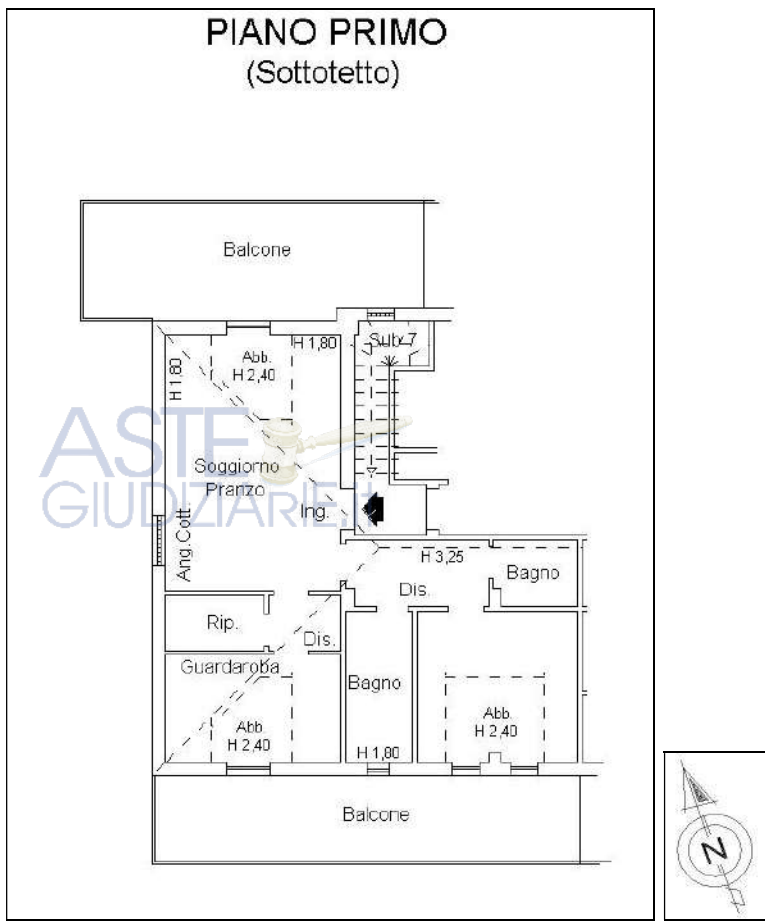 PIANO PRIMO
(Sottotetto)
Balcone
Sub 7
H 1,80
H 1,80
Abb.
H 2,40
ASTE
GIUDIZIARIE.it
Soggiorno
Pranzo
Ing.
Ang.Cott.
H 3,25
Bagno
Dis.
Rip.
Dis.
Guardaroba
Bagno
Abb.
H 2,40
Abb.
H 2,40
H 1,80
Balcone
N